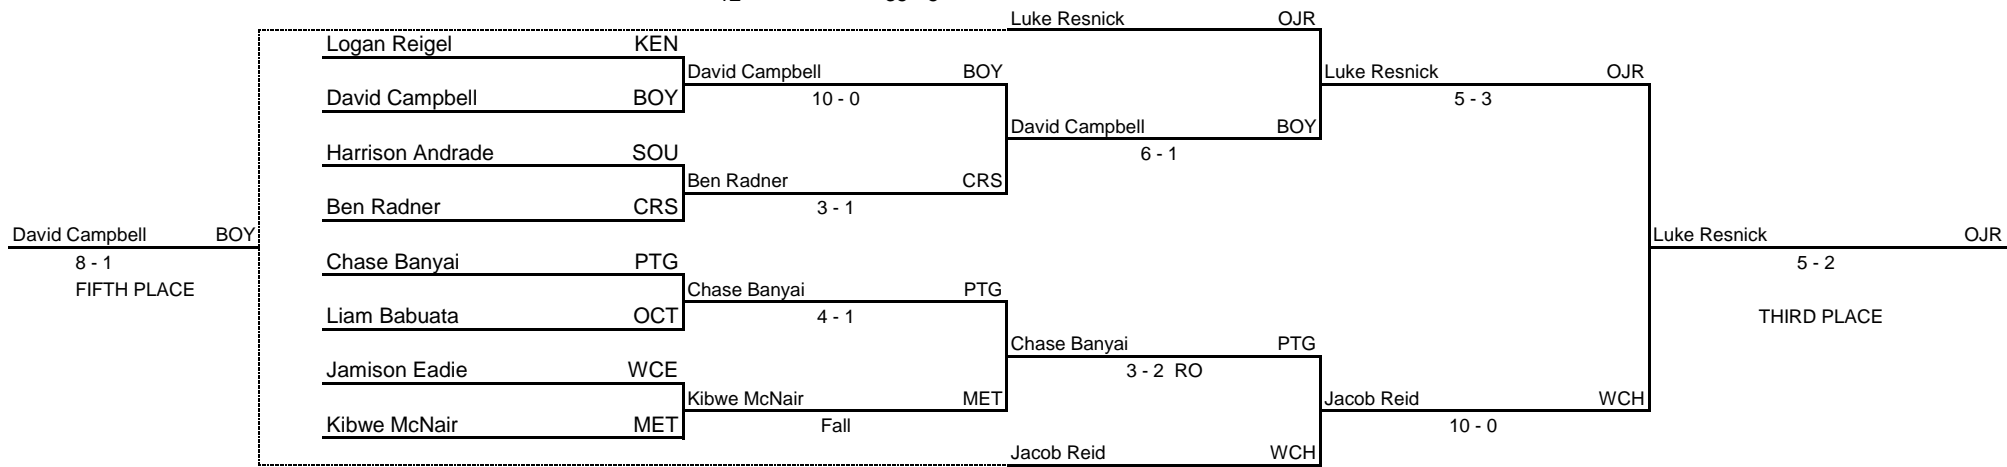 Luke Resnick OJR
Logan Reigel KEN
David Campbell BOY
Luke Resnick OJR
David Campbell BOY
10 - 0
5 - 3
David Campbell BOY
Harrison Andrade SOU
6 - 1
Ben Radner CRS
Ben Radner CRS
3 - 1
David Campbell BOY
Luke Resnick OJR
8 - 1
Chase Banyai PTG
5 - 2
FIFTH PLACE
Chase Banyai PTG
Liam Babuata OCT
4 - 1
THIRD PLACE
Chase Banyai PTG
Jamison Eadie WCE
3 - 2 RO
Kibwe McNair MET
Jacob Reid WCH
Kibwe McNair MET
Fall
10 - 0
Jacob Reid WCH